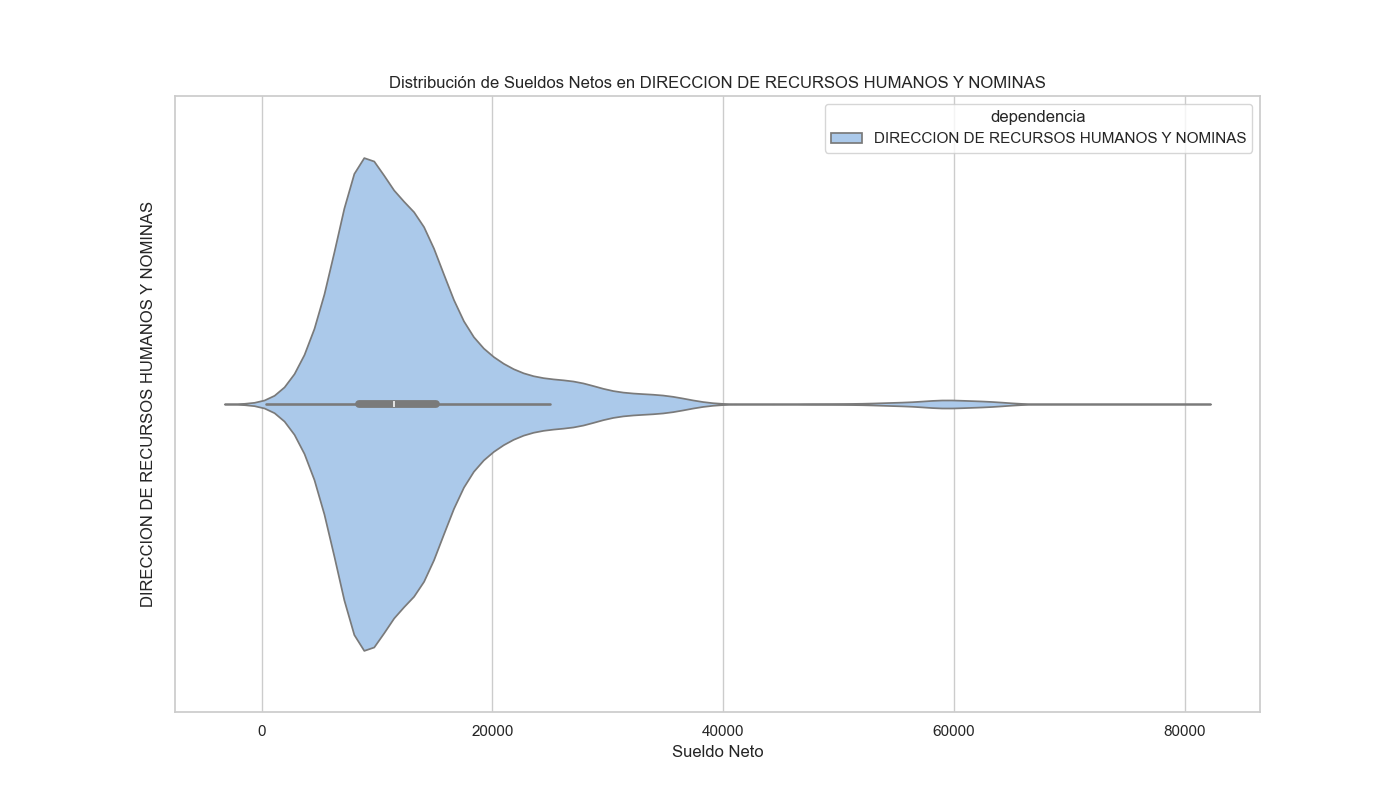 Distribución de Sueldos Netos en DIRECCION DE RECURSOS HUMANOS Y NOMINAS
dependencia
DIRECCION DE RECURSOS HUMANOS Y NOMINAS
DIRECCION DE RECURSOS HUMANOS Y NOMINAS
0 20000 40000 60000 80000
Sueldo Neto